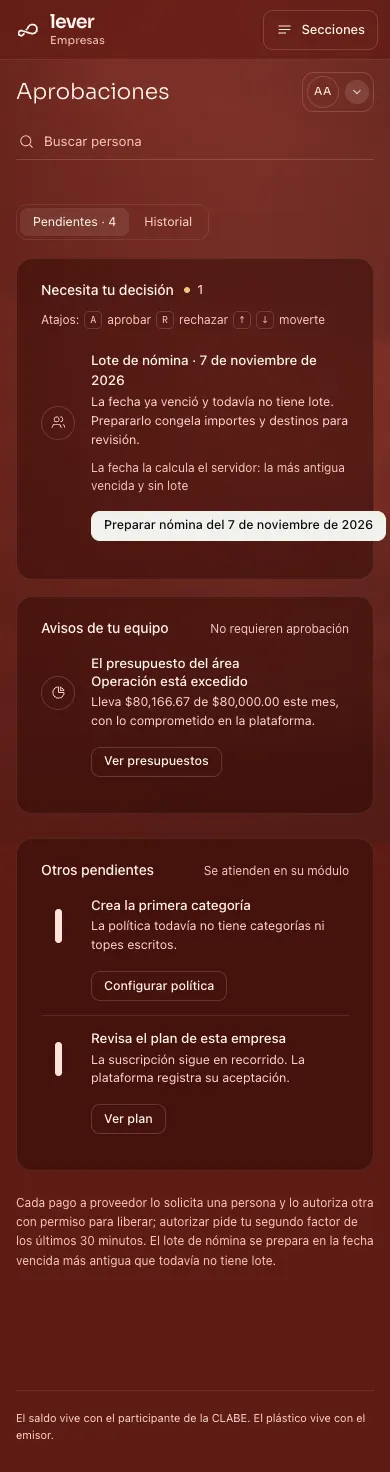 lever
Empresas
Secciones
Aprobaciones
AA
Buscar persona
Pendientes · 4
Historial
Necesita tu decisión
1
Atajos: A aprobar R rechazar ↑ ↓ moverte
Lote de nómina · 7 de noviembre de
2026
La fecha ya venció y todavía no tiene lote.
Prepararlo congela importes y destinos para
revisión.
La fecha la calcula el servidor: la más antigua
vencida y sin lote
Preparar nómina del 7 de noviembre de 2026
Avisos de tu equipo
No requieren aprobación
El presupuesto del área
Operación está excedido
Lleva $80,166.67 de $80,000.00 este mes,
con lo comprometido en la plataforma.
Ver presupuestos
Otros pendientes
Se atienden en su módulo
Crea la primera categoría
La política todavía no tiene categorías ni
topes escritos.
Configurar política
Revisa el plan de esta empresa
La suscripción sigue en recorrido. La
plataforma registra su aceptación.
Ver plan
Cada pago a proveedor lo solicita una persona y lo autoriza otra
con permiso para liberar; autorizar pide tu segundo factor de
los últimos 30 minutos. El lote de nómina se prepara en la fecha
vencida más antigua que todavía no tiene lote.
El saldo vive con el participante de la CLABE. El plástico vive con el
emisor.